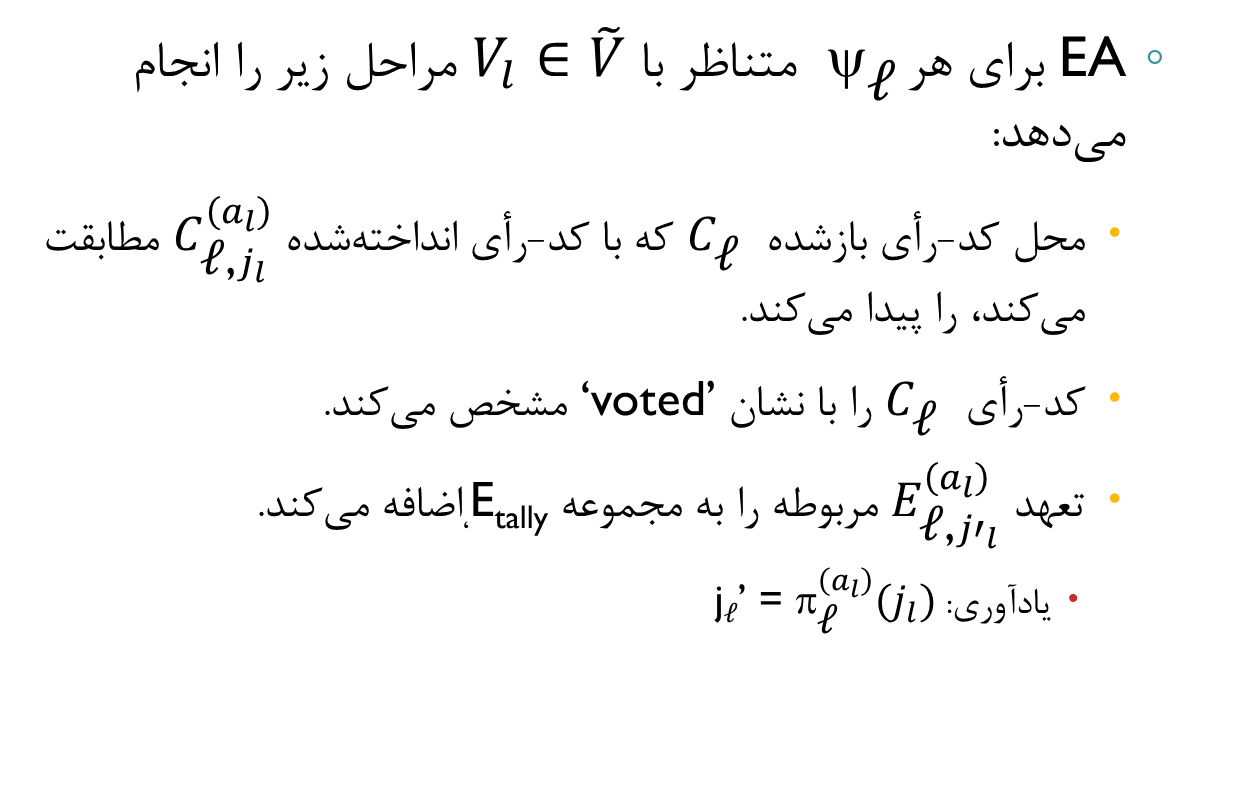 ◦ EA برای هر ψ_ℓ متناظر با V_l ∈ Ṽ مراحل زیر را انجام
می‌دهد:
• محل کد-رأی بازشده C_ℓ که با کد-رأی انداخته‌شده C_{ℓ,j_l}^{(a_l)} مطابقت
می‌کند، را پیدا می‌کند.
• کد-رأی C_ℓ را با نشان ‘voted’ مشخص می‌کند.
• تعهد E_{ℓ,j′_l}^{(a_l)} مربوطه را به مجموعه E_tally، اضافه می‌کند.
• یادآوری: j_ℓ’ = π_ℓ^{(a_l)}(j_l)